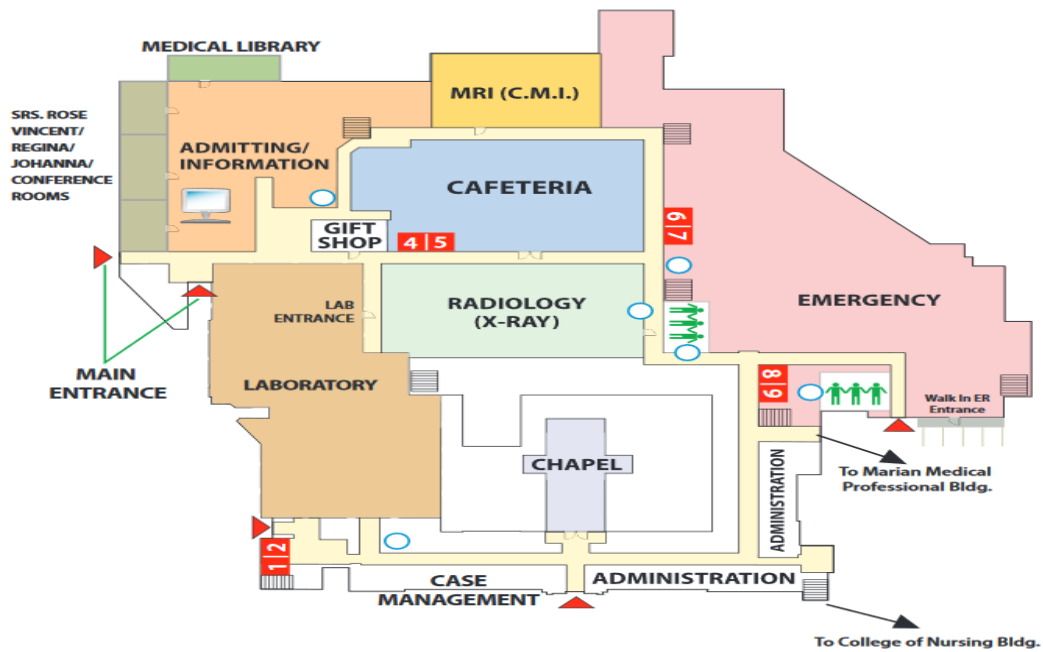 MEDICAL LIBRARY
SRS. ROSE
VINCENT/
REGINA/
JOHANNA/
CONFERENCE
ROOMS
MRI (C.M.I.)
ADMITTING/
INFORMATION
CAFETERIA
GIFT
SHOP
4|5
6|7
LAB
ENTRANCE
RADIOLOGY
(X-RAY)
EMERGENCY
MAIN
ENTRANCE
LABORATORY
9|8
Walk In ER
Entrance
CHAPEL
ADMINISTRATION
To Marian Medical
Professional Bldg.
1|2
CASE
MANAGEMENT
ADMINISTRATION
To College of Nursing Bldg.